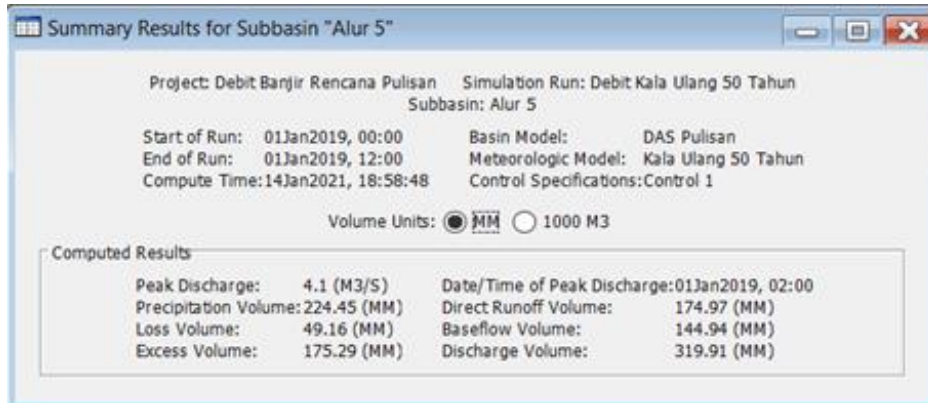 Summary Results for Subbasin "Alur 5"
Project: Debit Banjir Rencana Pulisan Simulation Run: Debit Kala Ulang 50 Tahun
Subbasin: Alur 5
Start of Run: 01Jan2019, 00:00 Basin Model: DAS Pulisan
End of Run: 01Jan2019, 12:00 Meteorologic Model: Kala Ulang 50 Tahun
Compute Time:14Jan2021, 18:58:48 Control Specifications:Control 1
Volume Units: MM 1000 M3
Computed Results
Peak Discharge: 4.1 (M3/S) Date/Time of Peak Discharge:01Jan2019, 02:00
Precipitation Volume:224.45 (MM) Direct Runoff Volume: 174.97 (MM)
Loss Volume: 49.16 (MM) Baseflow Volume: 144.94 (MM)
Excess Volume: 175.29 (MM) Discharge Volume: 319.91 (MM)